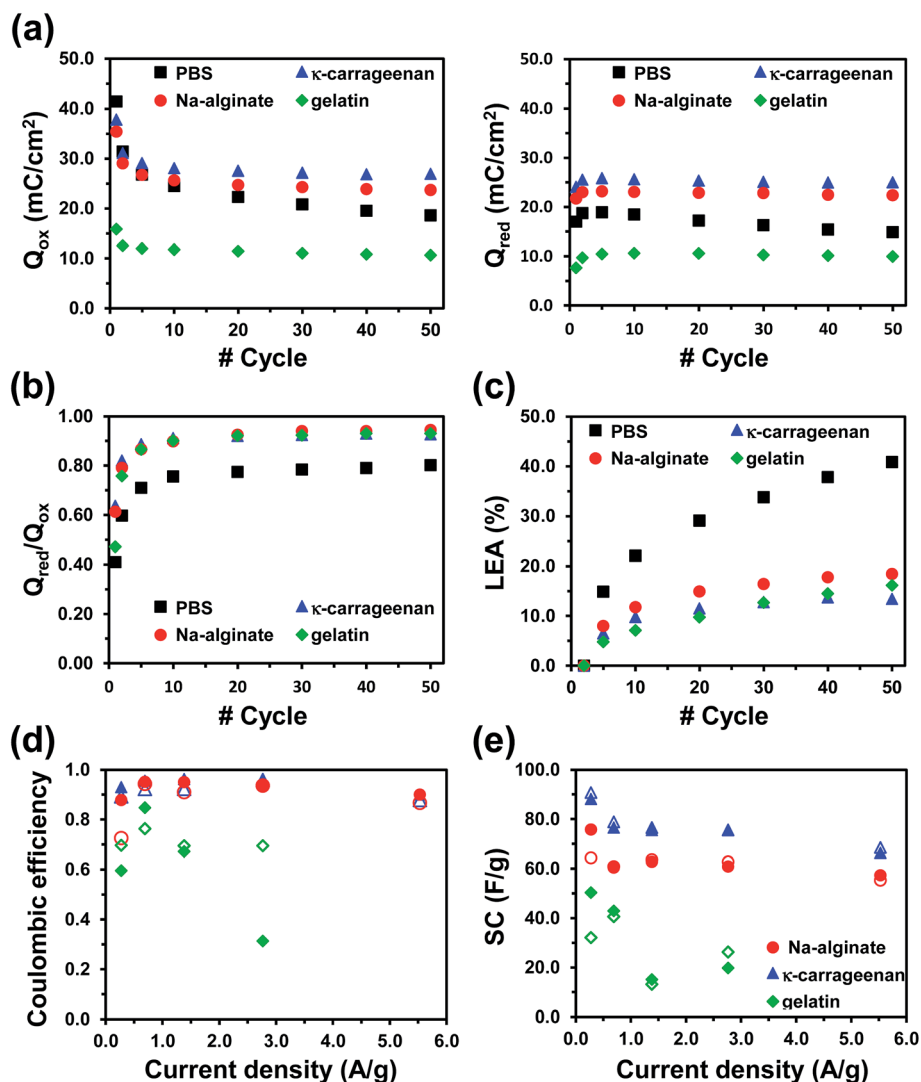 (a)
50.0
40.0
30.0
20.0
10.0
0.0
Qox (mC/cm²)
PBS
κ-carrageenan
Na-alginate
gelatin
0
10
20
30
40
50
# Cycle
50.0
40.0
30.0
20.0
10.0
0.0
Qred (mC/cm²)
PBS
κ-carrageenan
Na-alginate
gelatin
0
10
20
30
40
50
# Cycle
(b)
1.00
0.80
0.60
0.40
0.20
0.00
Qred/Qox
PBS
κ-carrageenan
Na-alginate
gelatin
0
10
20
30
40
50
# Cycle
(c)
50.0
40.0
30.0
20.0
10.0
0.0
LEA (%)
PBS
κ-carrageenan
Na-alginate
gelatin
0
10
20
30
40
50
# Cycle
(d)
1.0
0.8
0.6
0.4
0.2
1.0
Coulombic efficiency
0.0
1.0
2.0
3.0
4.0
5.0
6.0
Current density (A/g)
(e)
100.0
80.0
60.0
40.0
20.0
0.0
SC (F/g)
Na-alginate
κ-carrageenan
gelatin
0.0
1.0
2.0
3.0
4.0
5.0
6.0
Current density (A/g)